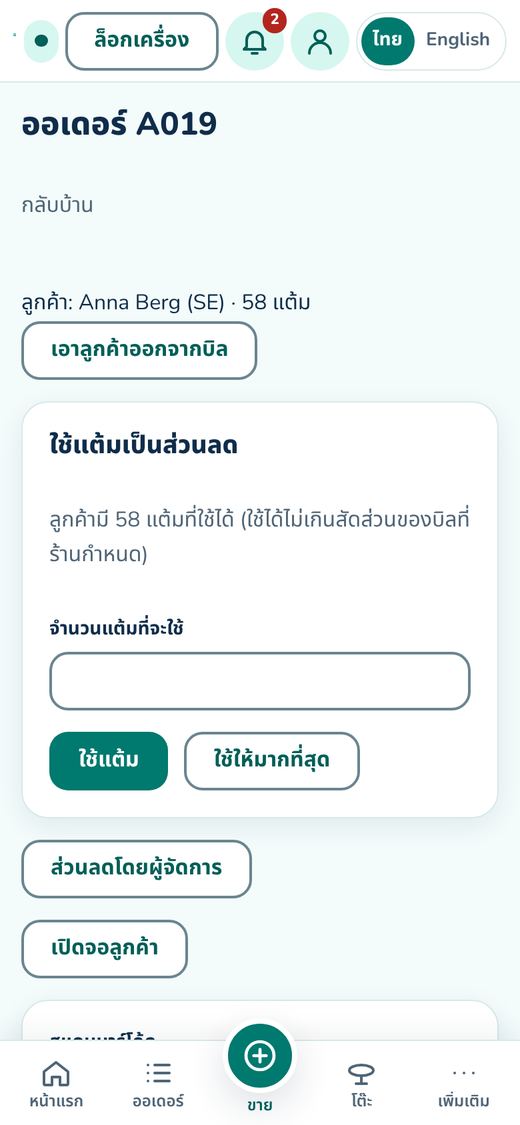 ล็อกเครื่อง
2
ไทย
English
ออเดอร์ A019
กลับบ้าน
ลูกค้า: Anna Berg (SE) · 58 แต้ม
เอาลูกค้าออกจากบิล
ใช้แต้มเป็นส่วนลด
ลูกค้ามี 58 แต้มที่ใช้ได้ (ใช้ได้ไม่เกินสัดส่วนของบิลที่
ร้านกำหนด)
จำนวนแต้มที่จะใช้
ใช้แต้ม
ใช้ให้มากที่สุด
ส่วนลดโดยผู้จัดการ
เปิดจอลูกค้า
หน้าแรก
ออเดอร์
ขาย
โต๊ะ
เพิ่มเติม